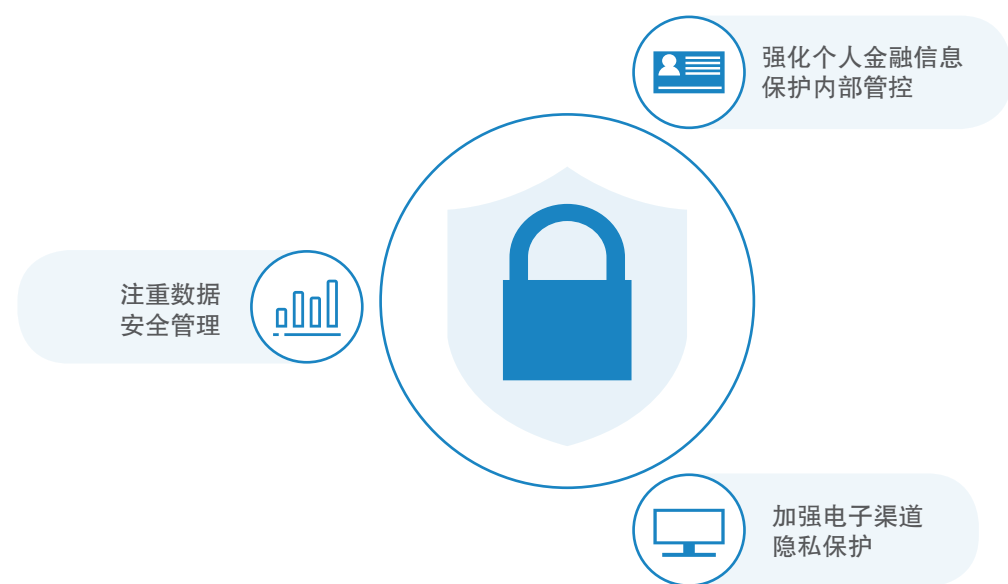 强化个人金融信息
保护内部管控
注重数据
安全管理
加强电子渠道
隐私保护